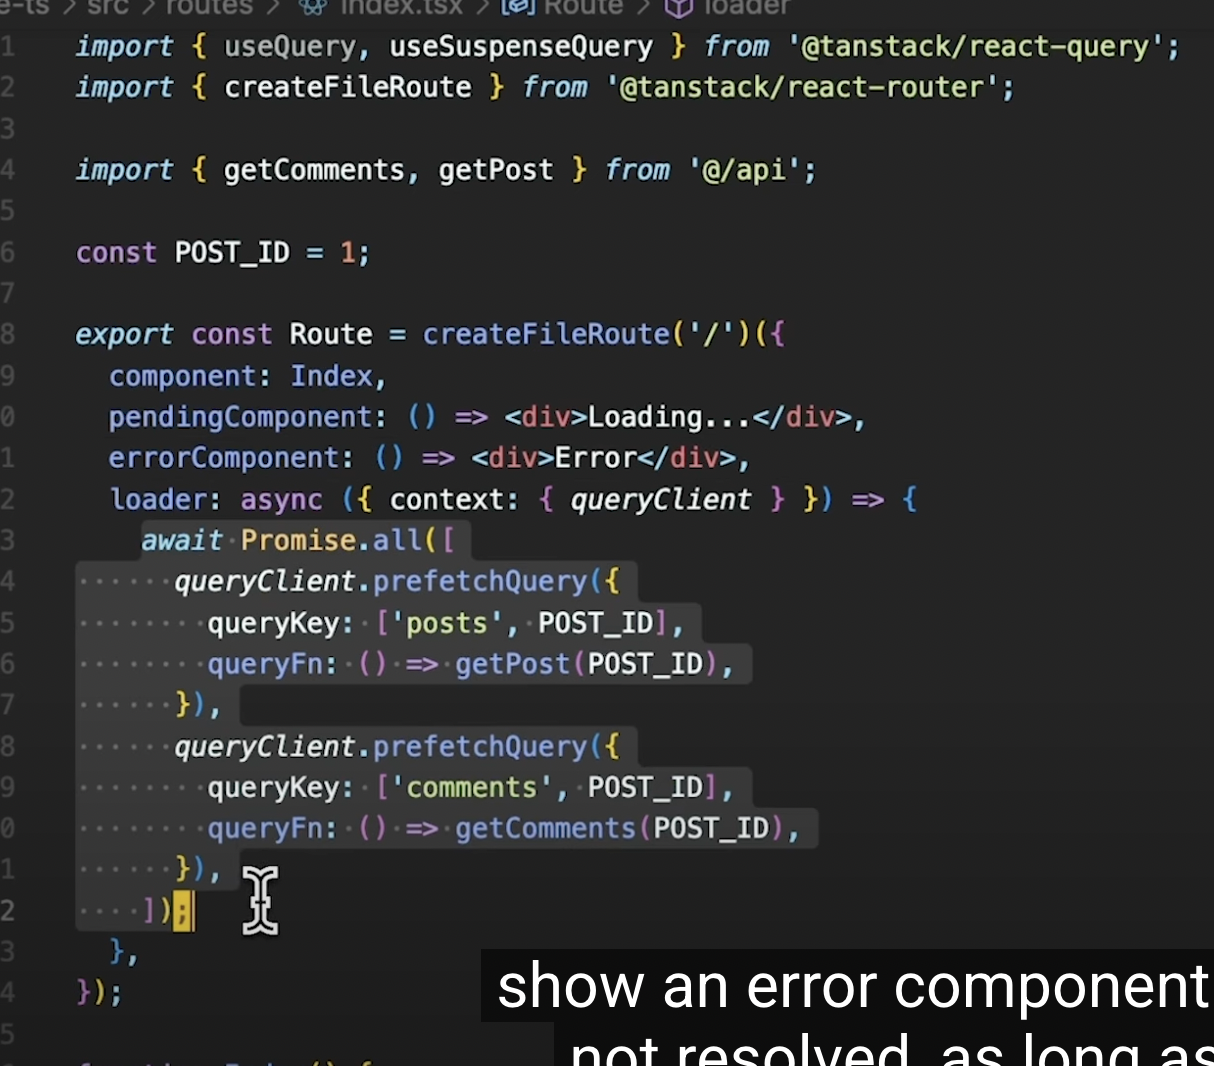 e-ts > src > routes > index.tsx > Route > loader
1 import { useQuery, useSuspenseQuery } from '@tanstack/react-query';
2 import { createFileRoute } from '@tanstack/react-router';
3
4 import { getComments, getPost } from '@/api';
5
6 const POST_ID = 1;
7
8 export const Route = createFileRoute('/')({
9 component: Index,
0 pendingComponent: () => <div>Loading...</div>,
1 errorComponent: () => <div>Error</div>,
2 loader: async ({ context: { queryClient } }) => {
3 await Promise.all([
4 queryClient.prefetchQuery({
5 queryKey: ['posts', POST_ID],
6 queryFn: () => getPost(POST_ID),
7 }),
8 queryClient.prefetchQuery({
9 queryKey: ['comments', POST_ID],
0 queryFn: () => getComments(POST_ID),
1 }),
2 ]);
3 },
4 });
5
show an error component
not resolved, as long as